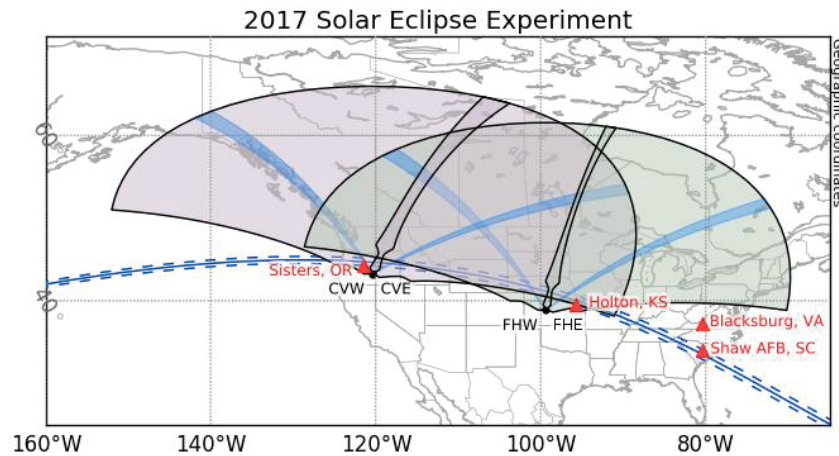 2017 Solar Eclipse Experiment
Geographic Coordinates
60
40
Sisters, OR
CVW CVE
Holton, KS
FHW FHE
Blacksburg, VA
Shaw AFB, SC
160°W 140°W 120°W 100°W 80°W